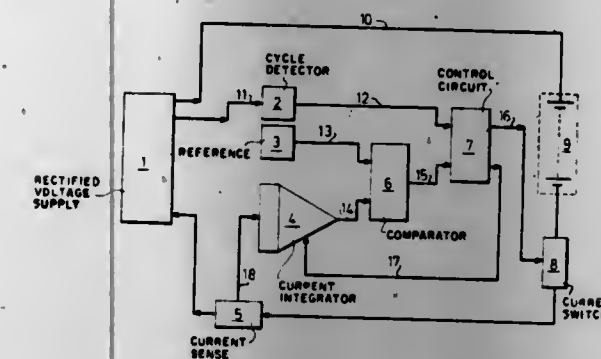 10
CYCLE
DETECTOR
CONTROL
CIRCUIT
11
2
12
16
13
1
3
7
9
REFERENCE
6
15
RECTIFIED
VOLTAGE
SUPPLY
4
14
COMPARATOR
17
8
18
CURRENT
INTEGRATOR
5
CURRENT
SENSE
CURRE
SWITC